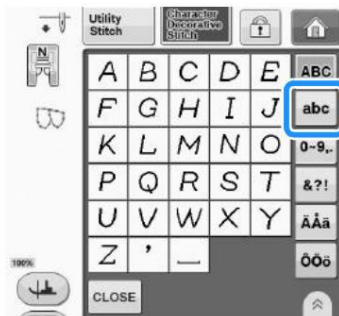 Utility Stitch
Character Decorative Stitch
N
A B C D E ABC
F G H I J abc
K L M N O 0~9,.
P Q R S T &?!
U V W X Y ÄÅä
Z ' _ ÖÕö
100%
CLOSE